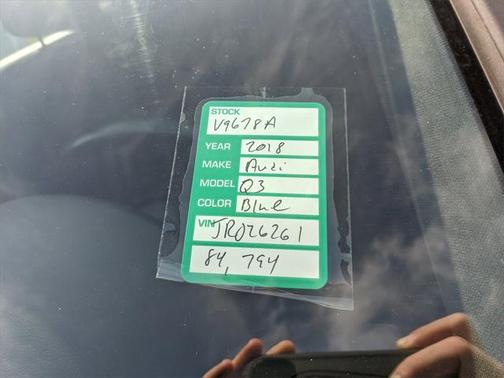 STOCK
V9678A
YEAR 2018
MAKE Audi
MODEL Q3
COLOR Blue
VIN JR026261
84,794